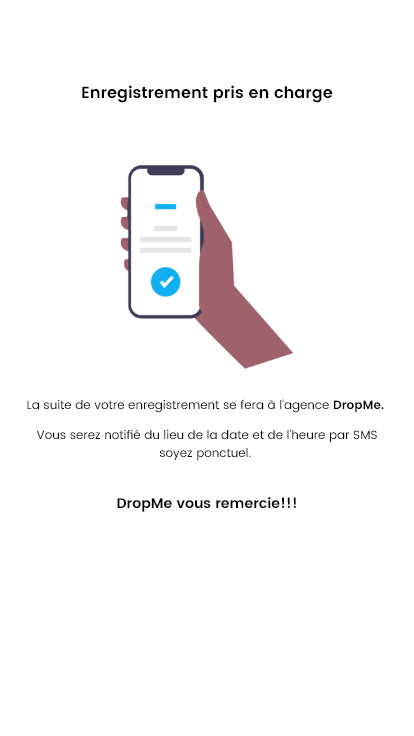 Enregistrement pris en charge
La suite de votre enregistrement se fera à l'agence DropMe.
Vous serez notifié du lieu de la date et de l'heure par SMS
soyez ponctuel.
DropMe vous remercie!!!